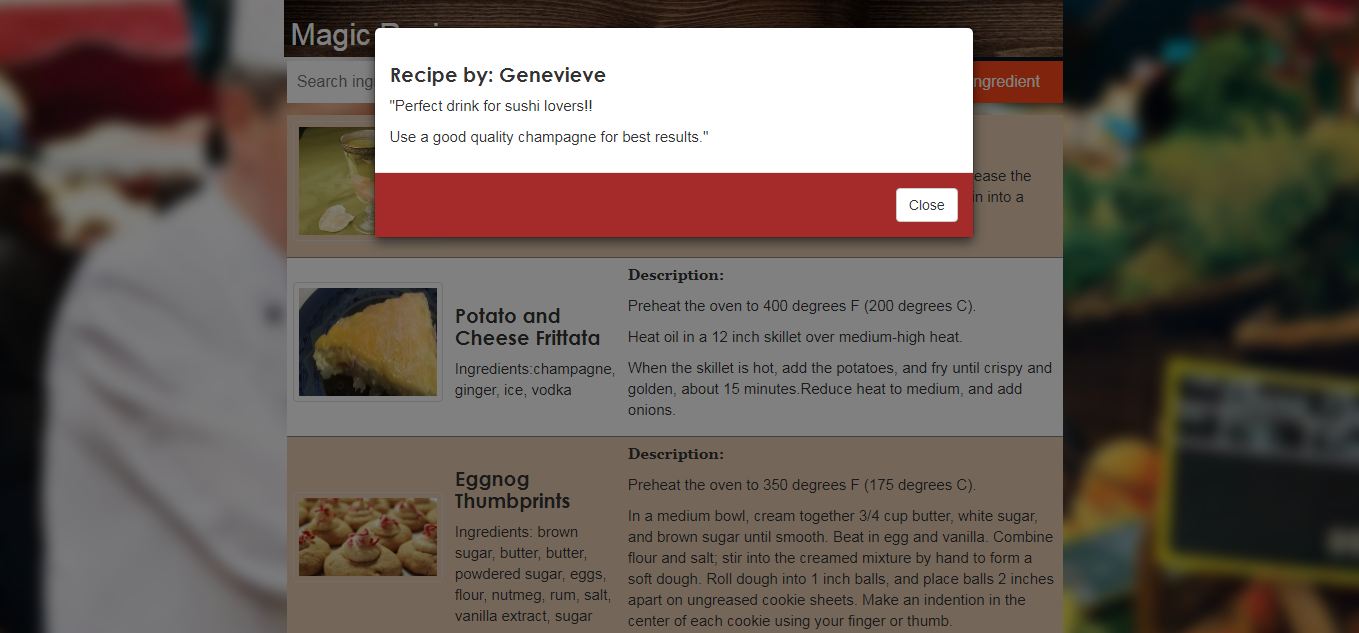 Magic
Recipe by: Genevieve
"Perfect drink for sushi lovers!!
Use a good quality champagne for best results."
Close
Search
ngredient
ease the
in into a
Description:
Preheat the oven to 400 degrees F (200 degrees C).
Heat oil in a 12 inch skillet over medium-high heat.
When the skillet is hot, add the potatoes, and fry until crispy and
golden, about 15 minutes.Reduce heat to medium, and add
onions.
Potato and
Cheese Frittata
Ingredients:champagne,
ginger, ice, vodka
Description:
Preheat the oven to 350 degrees F (175 degrees C).
In a medium bowl, cream together 3/4 cup butter, white sugar,
and brown sugar until smooth. Beat in egg and vanilla. Combine
flour and salt; stir into the creamed mixture by hand to form a
soft dough. Roll dough into 1 inch balls, and place balls 2 inches
apart on ungreased cookie sheets. Make an indention in the
center of each cookie using your finger or thumb.
Eggnog
Thumbprints
Ingredients: brown
sugar, butter, butter,
powdered sugar, eggs,
flour, nutmeg, rum, salt,
vanilla extract, sugar